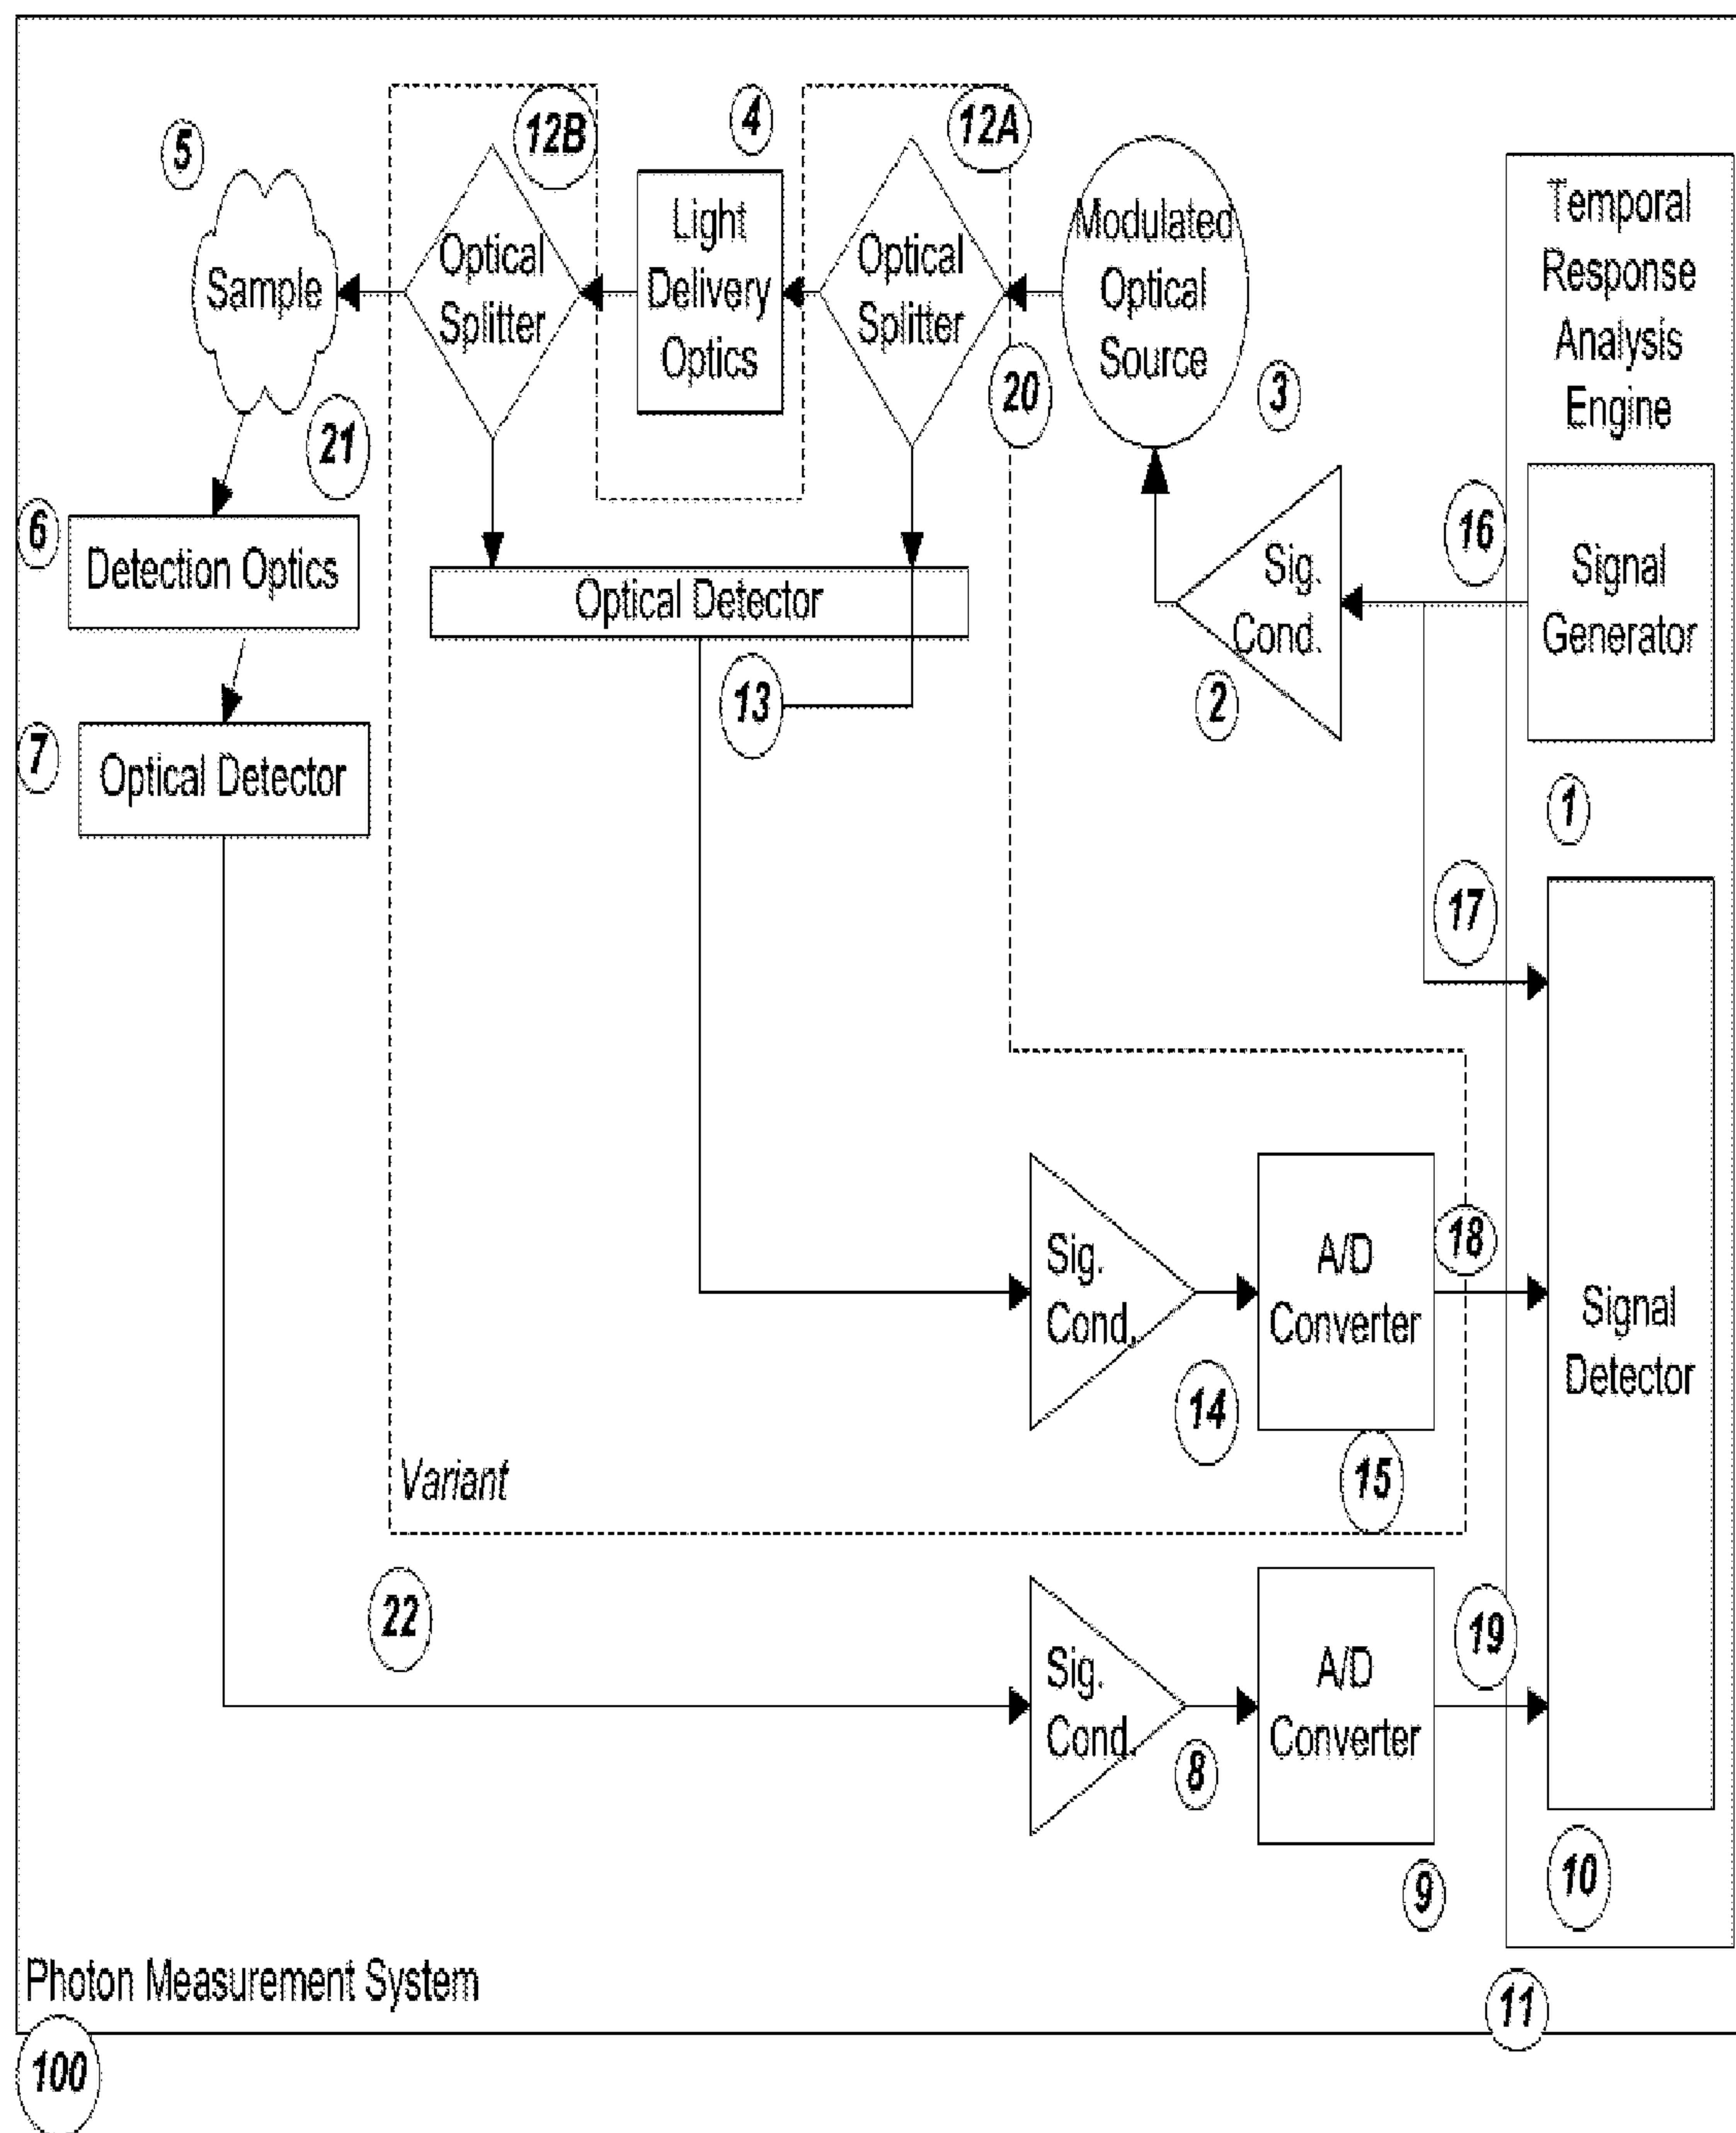 12B
4
12A
5
Light
Delivery
Optics
Modulated
Optical
Source
Temporal
Response
Analysis
Engine
Optical
Splitter
Optical
Splitter
Sample
20
3
21
16
6
Detection Optics
Optical Detector
Sig.
Cond.
Signal
Generator
13
2
7
Optical Detector
1
17
18
Sig.
Cond.
A/D
Converter
Signal
Detector
14
15
Variant
22
19
Sig.
Cond.
A/D
Converter
8
9
10
Photon Measurement System
11
100